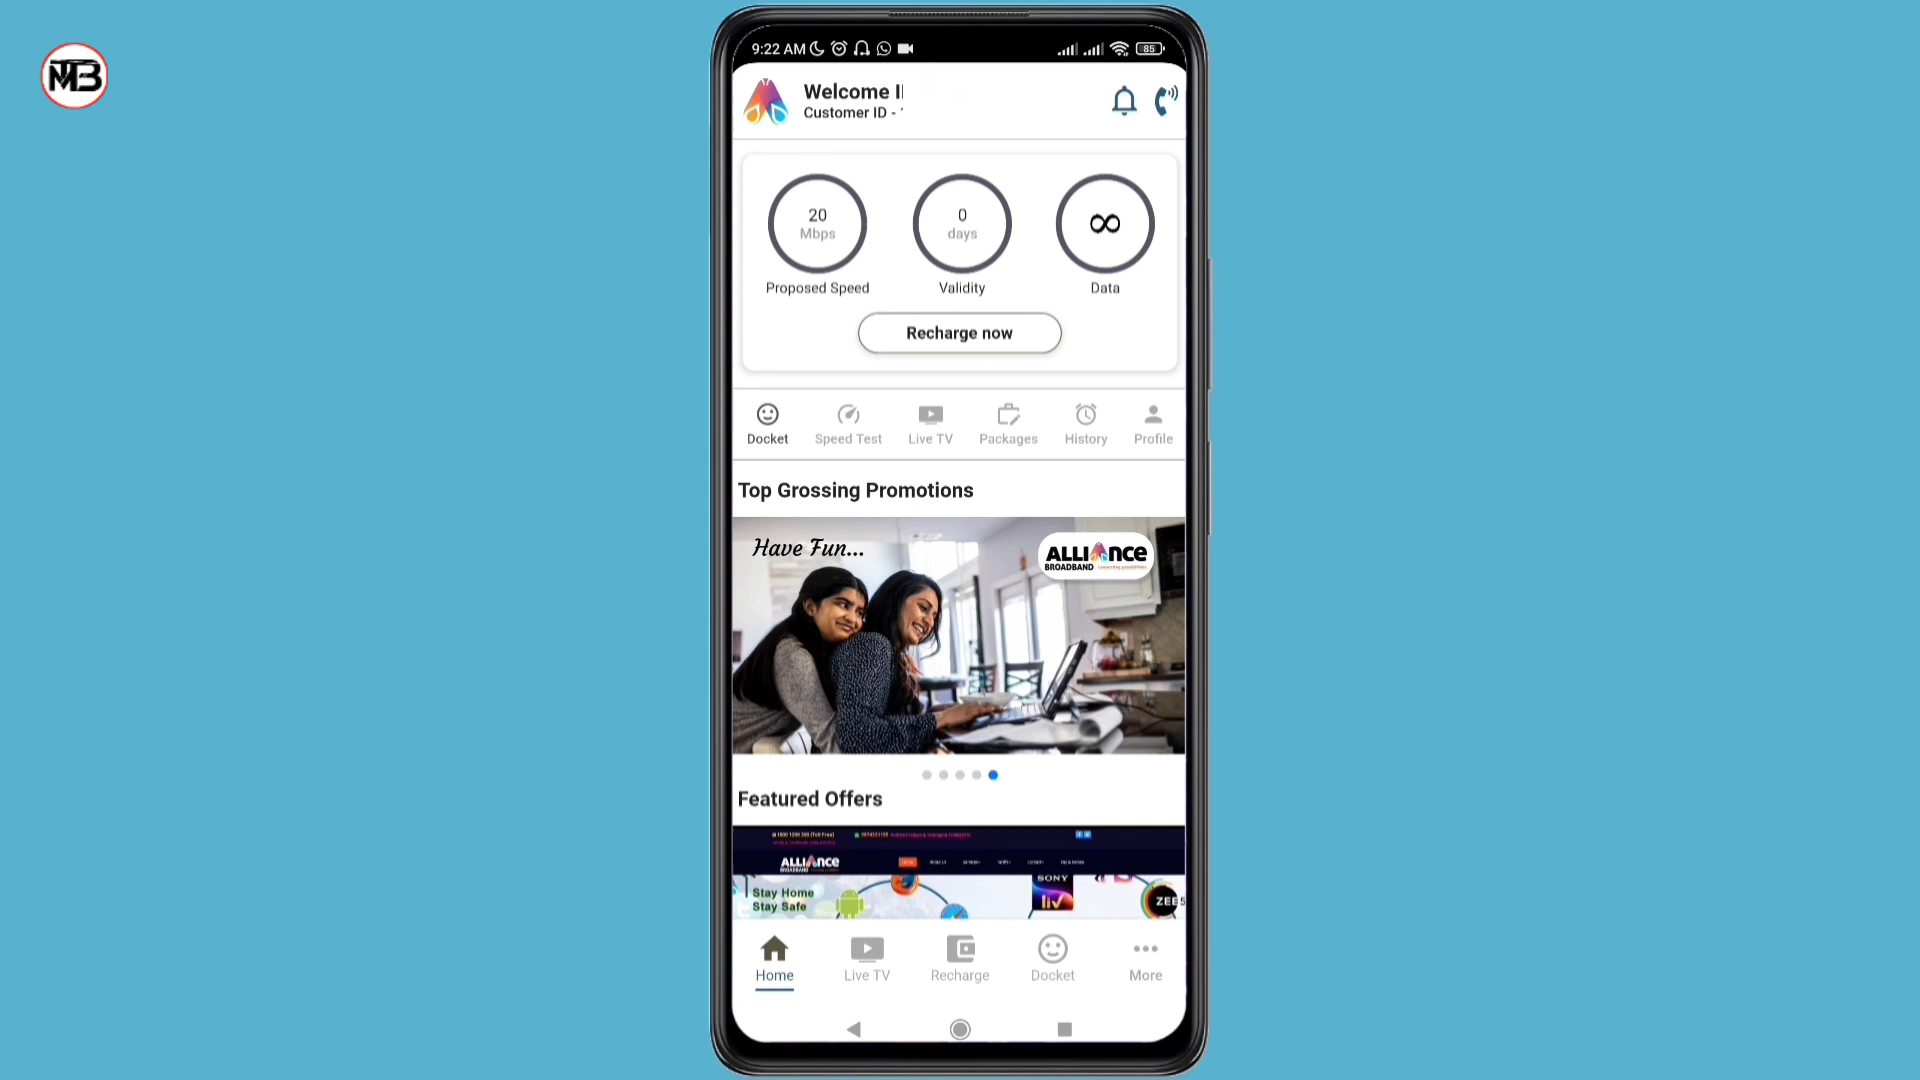 MTB
9:22 AM
85
Welcome
Customer ID -
20
Mbps
0
days
∞
Proposed Speed
Validity
Data
Recharge now
Docket
Speed Test
Live TV
Packages
History
Profile
Top Grossing Promotions
Have Fun...
ALLIANCE
BROADBAND
Featured Offers
ALLIANCE
BROADBAND
Stay Home
Stay Safe
SONY
liv
ZEE5
Home
Live TV
Recharge
Docket
More